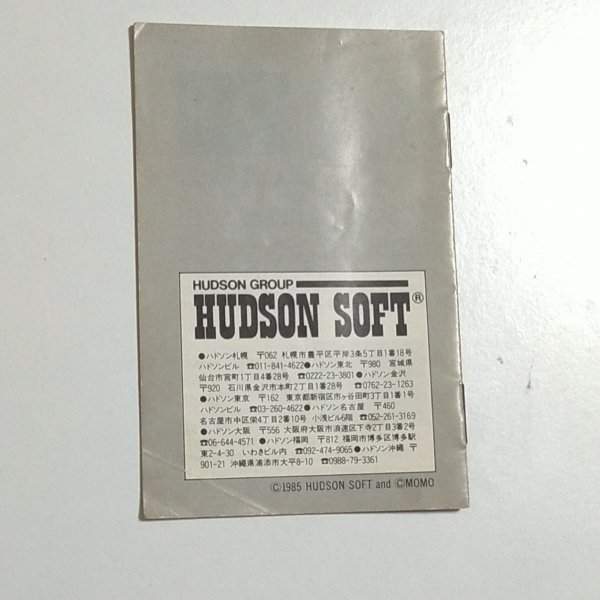 HUDSON GROUP
HUDSON SOFT®
●ハドソン札幌 〒062 札幌市豊平区平岸3条5丁目1番18号
ハドソンビル ☎011-841-4622●ハドソン東北 〒980 宮城県
仙台市宮町1丁目4番28号 ☎0222-23-3801●ハドソン金沢
〒920 石川県金沢市本町2丁目1番28号 ☎0762-23-1263
●ハドソン東京 〒162 東京都新宿区市ヶ谷田町3丁目1番1号
ハドソンビル ☎03-260-4622●ハドソン名古屋 〒460
名古屋市中区栄4丁目2番10号 小浅ビル6階 ☎052-261-3169
●ハドソン大阪 〒556 大阪府大阪市浪速区下寺2丁目3番2号
☎06-644-4571 ●ハドソン福岡 〒812 福岡市博多区博多駅
東2-4-30 いわきビル内 ☎092-474-9065●ハドソン沖縄 〒
901-21 沖縄県浦添市大平8-10 ☎0988-79-3361
©1985 HUDSON SOFT and ©MOMO